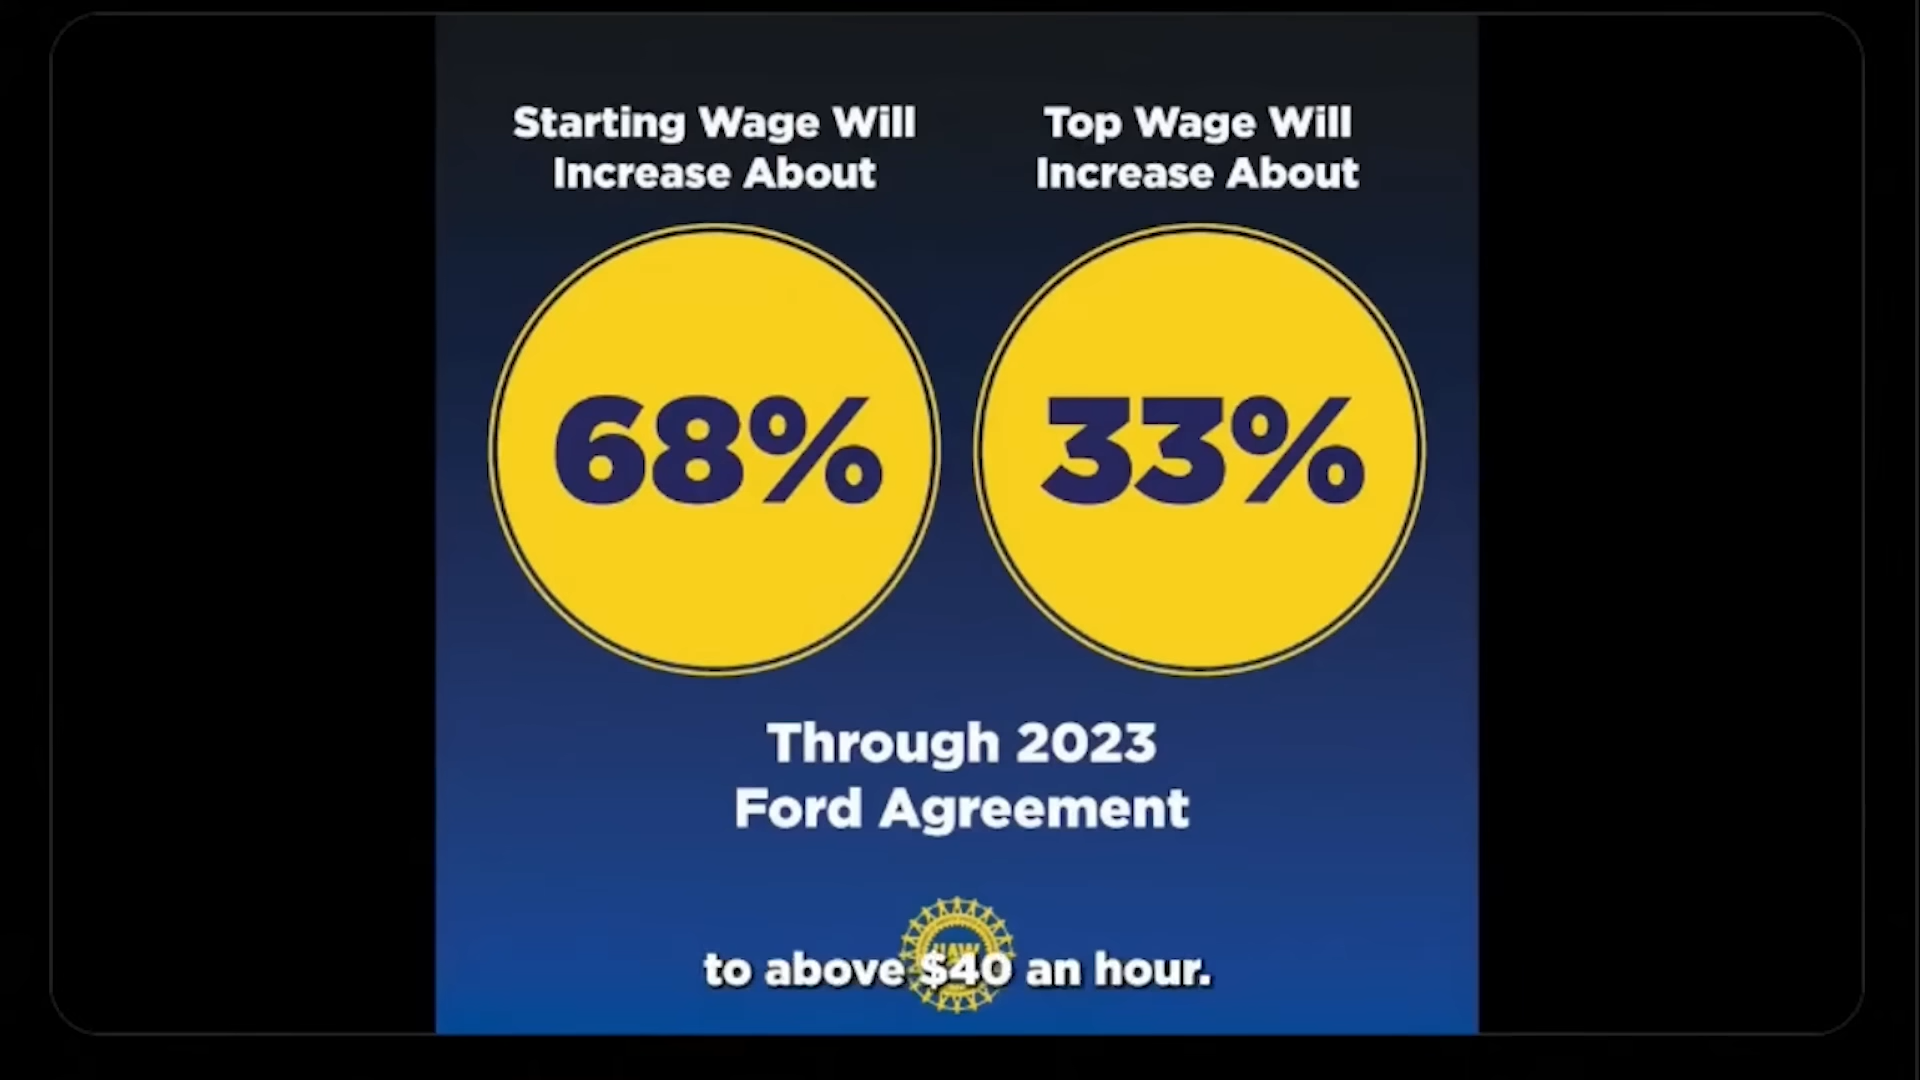 Starting Wage Will
Increase About
68%
Top Wage Will
Increase About
33%
Through 2023
Ford Agreement
UAW
to above $40 an hour.